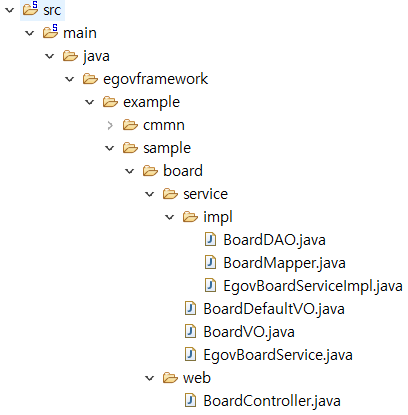 src
main
java
egovframework
example
cmmn
sample
board
service
impl
BoardDAO.java
BoardMapper.java
EgovBoardServiceImpl.java
BoardDefaultVO.java
BoardVO.java
EgovBoardService.java
web
BoardController.java